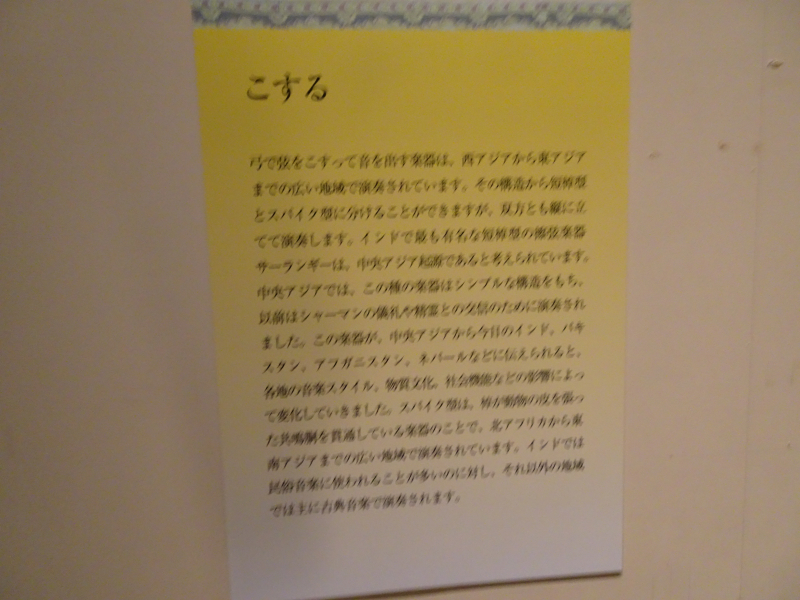 こする
弓で弦をこすって音を出す楽器は、西アジアから東アジア
までの広い地域で演奏されています。その構造から短棹型
とスパイク型に分けることができますが、双方とも縦に立
てて演奏します。インドで最も有名な短棹型の擦弦楽器
サーランギーは、中央アジア起源であると考えられています。
中央アジアでは、この種の楽器はシンプルな構造をもち、
以前はシャーマンの儀礼や精霊との交信のために演奏され
ました。この楽器が、中央アジアから今日のインド、パキ
スタン、アフガニスタン、ネパールなどに伝えられると、
各地の音楽スタイル、物質文化、社会機能などの影響によっ
て変化していきました。スパイク型は、棹が動物の皮を張っ
た共鳴胴を貫通している楽器のことで、北アフリカから東
南アジアまでの広い地域で演奏されています。インドでは
民俗音楽に使われることが多いのに対し、それ以外の地域
では主に古典音楽で演奏されます。